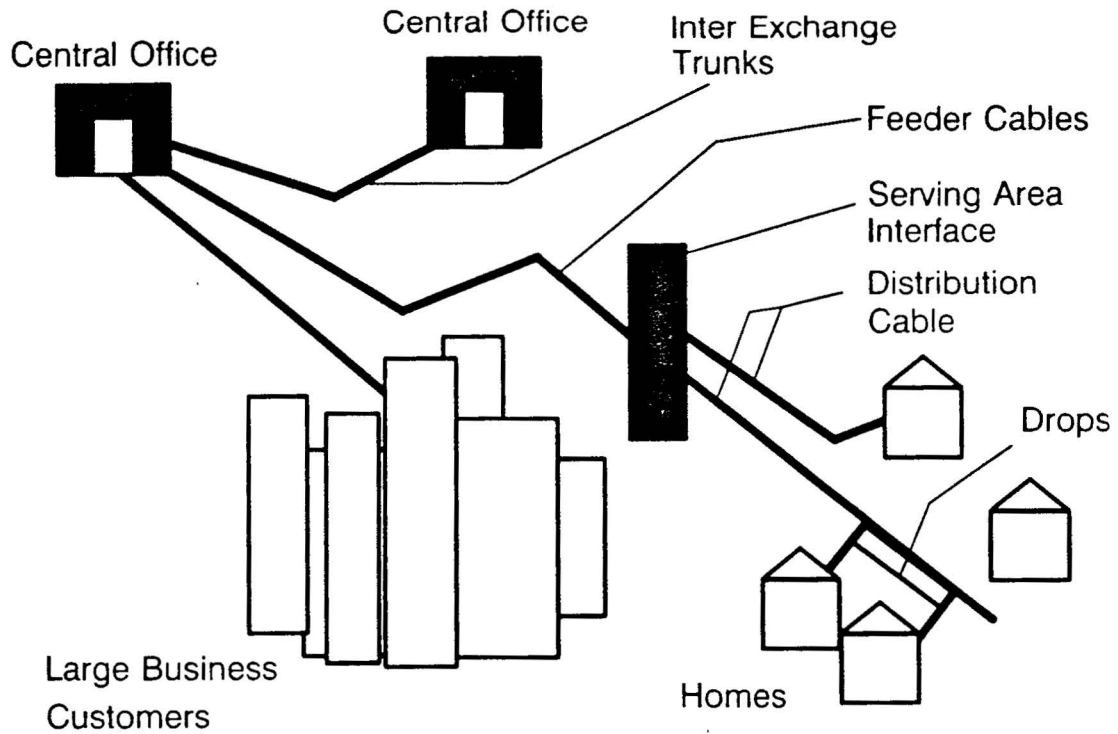 Central Office
Central Office
Inter Exchange
Trunks
Feeder Cables
Serving Area
Interface
Distribution
Cable
Drops
Large Business
Customers
Homes